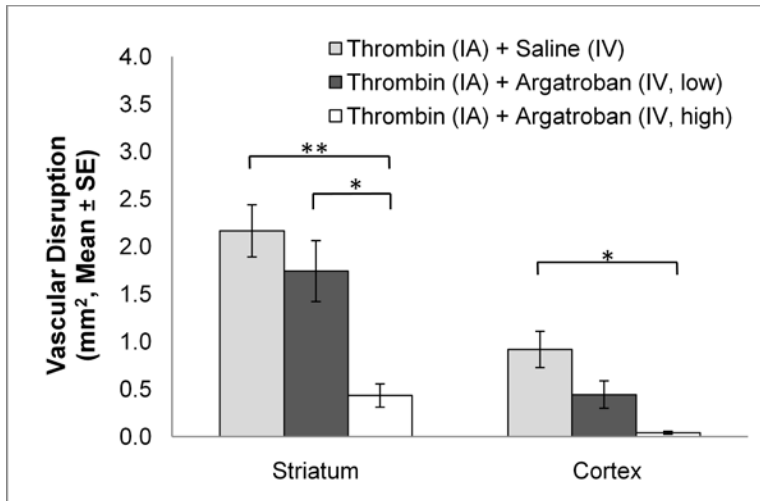 Thrombin (IA) + Saline (IV)
Thrombin (IA) + Argatroban (IV, low)
Thrombin (IA) + Argatroban (IV, high)
Vascular Disruption
(mm², Mean ± SE)
4.0
3.5
3.0
2.5
2.0
1.5
1.0
0.5
0.0
**
*
*
Striatum
Cortex